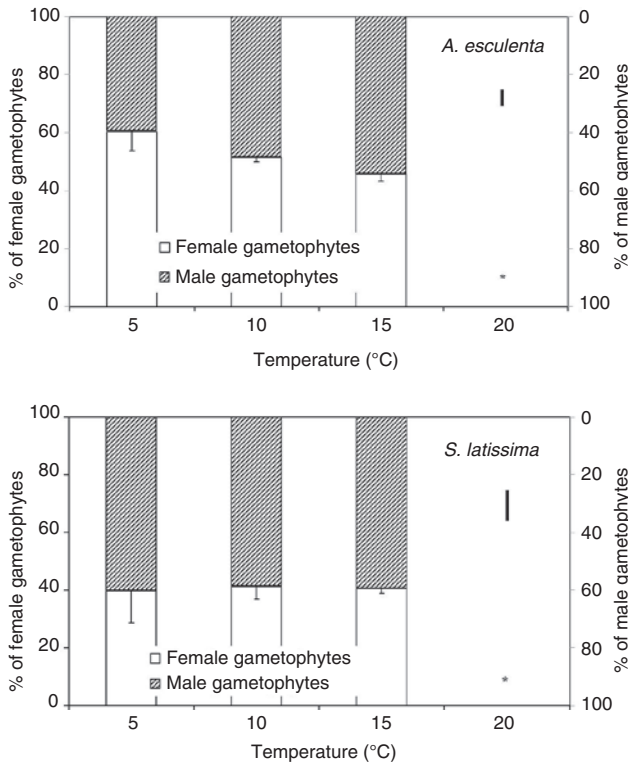 100
80
60
40
20
0
% of female gametophytes
A. esculenta
Female gametophytes
Male gametophytes
*
0
20
40
60
80
100
% of male gametophytes
5 10 15 20
Temperature (°C)
100
80
60
40
20
0
% of female gametophytes
S. latissima
Female gametophytes
Male gametophytes
*
0
20
40
60
80
100
% of male gametophytes
5 10 15 20
Temperature (°C)